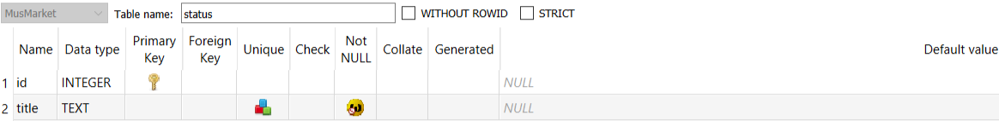 MusMarket Table name: status WITHOUT ROWID STRICT
Name Data type Primary Key Foreign Key Unique Check Not NULL Collate Generated Default value
1 id INTEGER NULL
2 title TEXT NULL